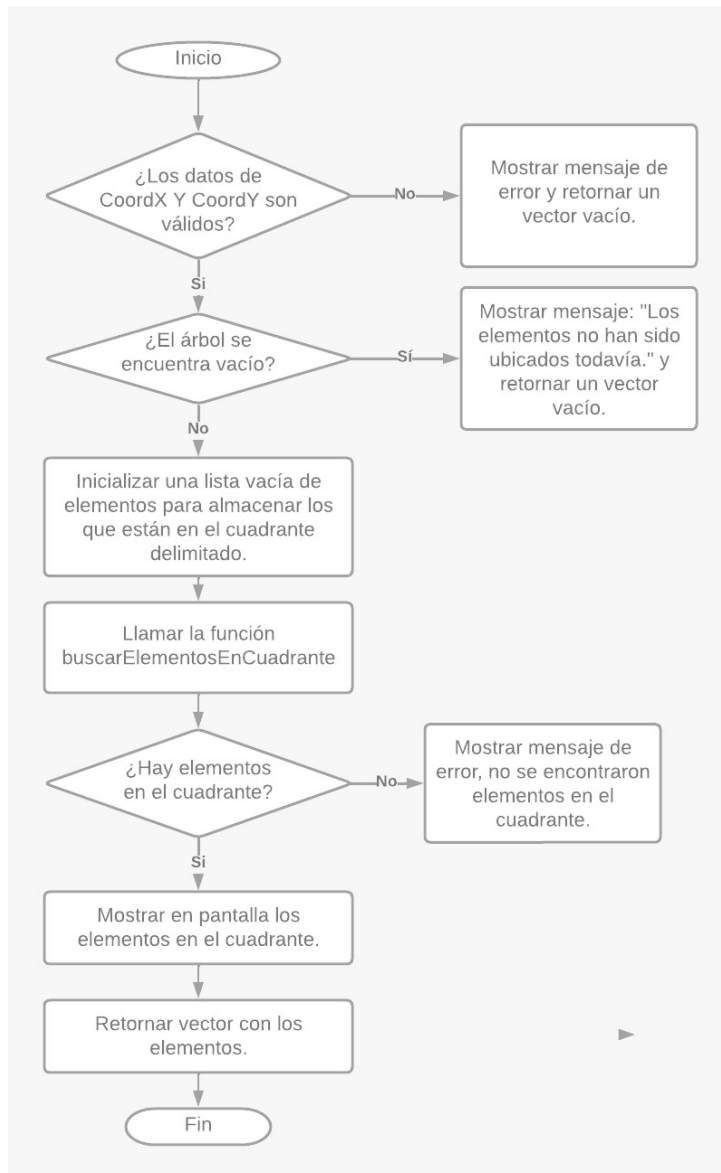 Inicio
¿Los datos de
CoordX Y CoordY son
válidos?
No
Mostrar mensaje de
error y retornar un
vector vacío.
Si
¿El árbol se
encuentra vacío?
Sí
Mostrar mensaje: "Los
elementos no han sido
ubicados todavía." y
retornar un vector
vacío.
No
Inicializar una lista vacía de
elementos para almacenar los
que están en el cuadrante
delimitado.
Llamar la función
buscarElementosEnCuadrante
¿Hay elementos
en el cuadrante?
No
Mostrar mensaje de
error, no se encontraron
elementos en el
cuadrante.
Si
Mostrar en pantalla los
elementos en el cuadrante.
Retornar vector con los
elementos.
Fin